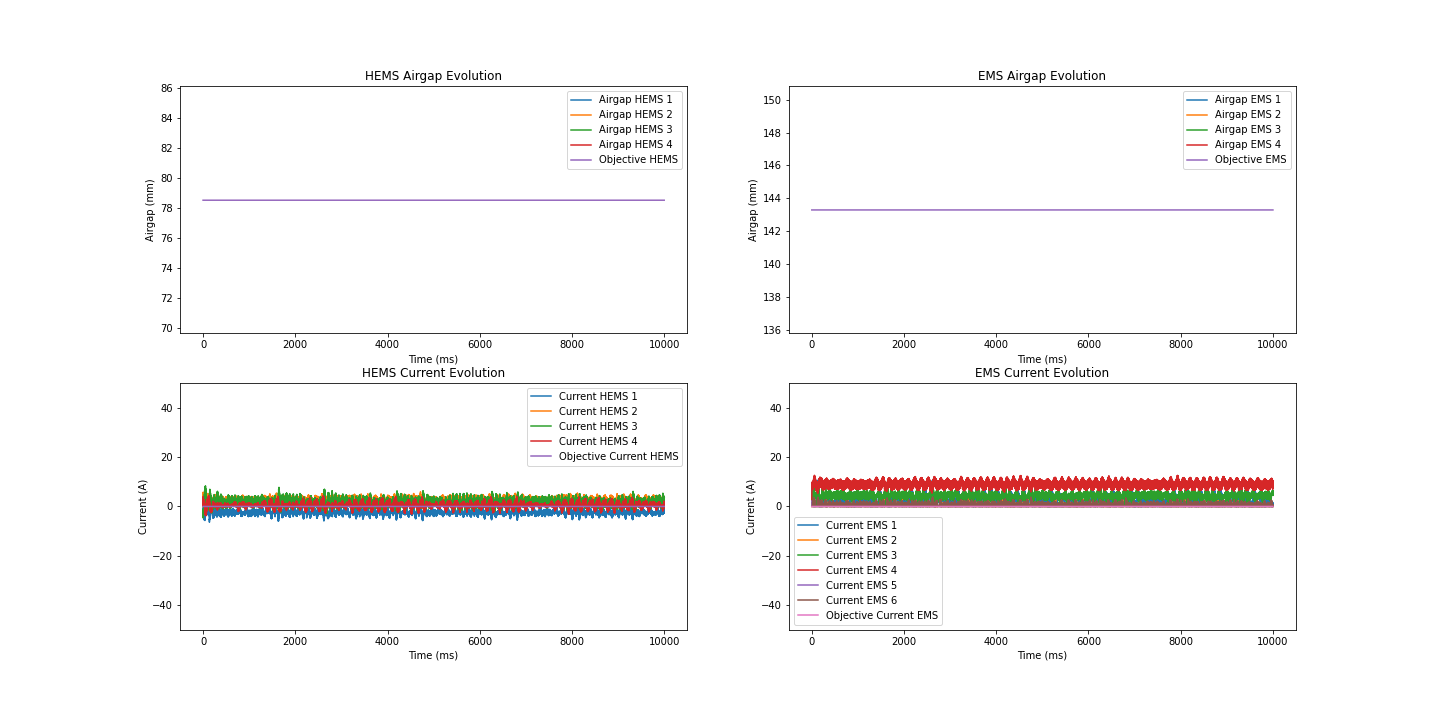 HEMS Airgap Evolution
86
84
82
80
78
76
74
72
70
Airgap (mm)
Airgap HEMS 1
Airgap HEMS 2
Airgap HEMS 3
Airgap HEMS 4
Objective HEMS
0 2000 4000 6000 8000 10000
Time (ms)
EMS Airgap Evolution
150
148
146
144
142
140
138
136
Airgap (mm)
Airgap EMS 1
Airgap EMS 2
Airgap EMS 3
Airgap EMS 4
Objective EMS
0 2000 4000 6000 8000 10000
Time (ms)
HEMS Current Evolution
40
20
0
−20
−40
Current (A)
Current HEMS 1
Current HEMS 2
Current HEMS 3
Current HEMS 4
Objective Current HEMS
0 2000 4000 6000 8000 10000
Time (ms)
EMS Current Evolution
40
20
0
−20
−40
Current (A)
Current EMS 1
Current EMS 2
Current EMS 3
Current EMS 4
Current EMS 5
Current EMS 6
Objective Current EMS
0 2000 4000 6000 8000 10000
Time (ms)